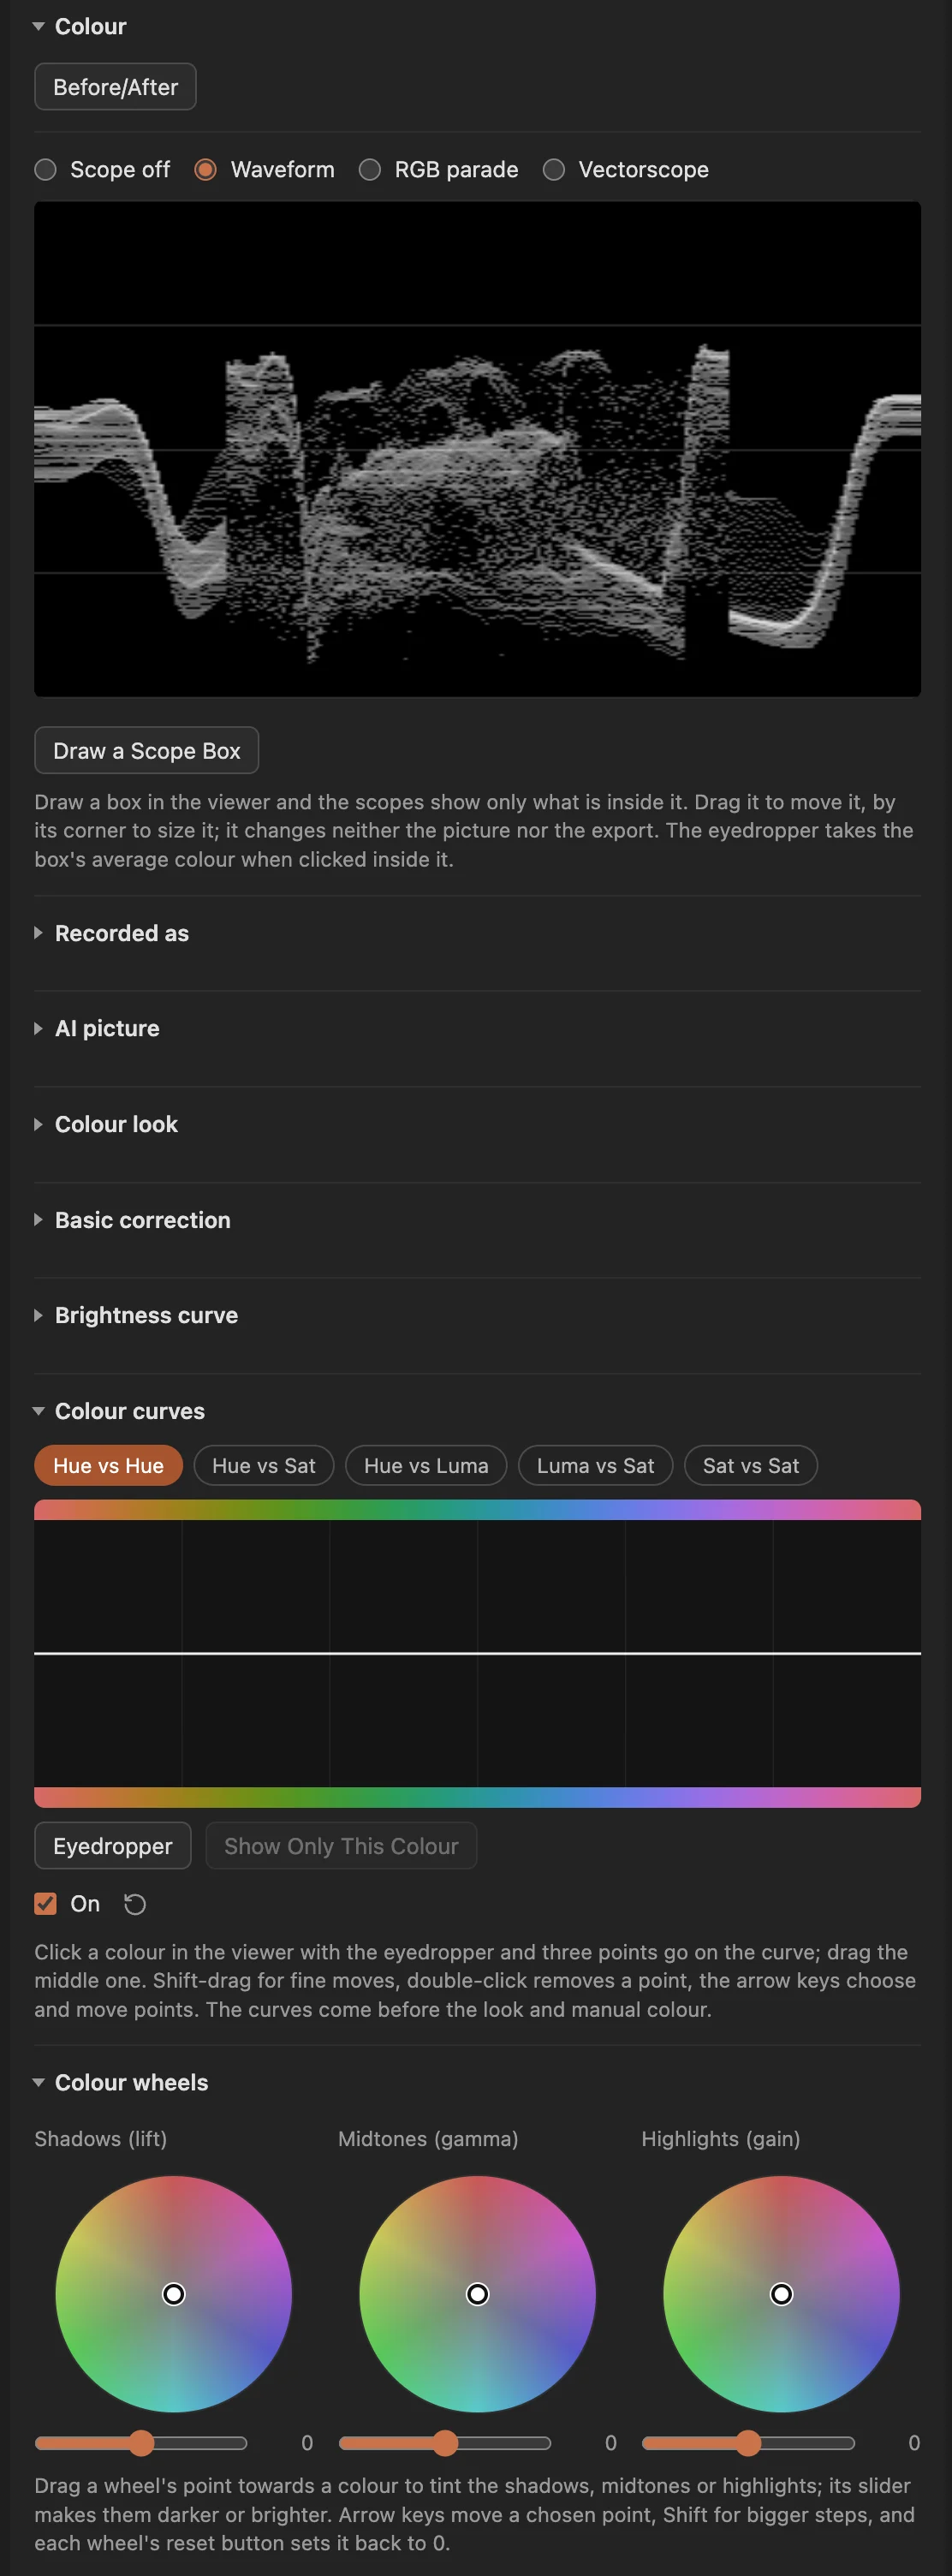 Colour
Before/After
Scope off Waveform RGB parade Vectorscope
Draw a Scope Box
Draw a box in the viewer and the scopes show only what is inside it. Drag it to move it, by
its corner to size it; it changes neither the picture nor the export. The eyedropper takes the
box's average colour when clicked inside it.
Recorded as
AI picture
Colour look
Basic correction
Brightness curve
Colour curves
Hue vs Hue Hue vs Sat Hue vs Luma Luma vs Sat Sat vs Sat
Eyedropper Show Only This Colour
On
Click a colour in the viewer with the eyedropper and three points go on the curve; drag the
middle one. Shift-drag for fine moves, double-click removes a point, the arrow keys choose
and move points. The curves come before the look and manual colour.
Colour wheels
Shadows (lift) Midtones (gamma) Highlights (gain)
0 0 0
Drag a wheel's point towards a colour to tint the shadows, midtones or highlights; its slider
makes them darker or brighter. Arrow keys move a chosen point, Shift for bigger steps, and
each wheel's reset button sets it back to 0.